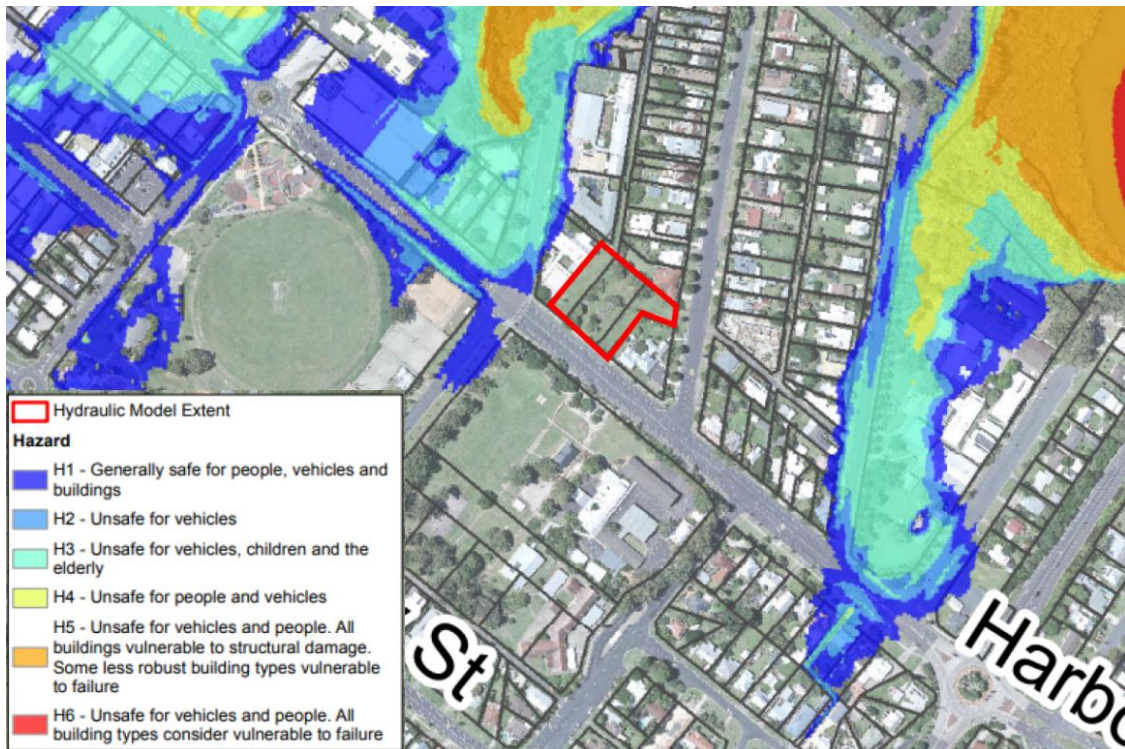 Hydraulic Model Extent
Hazard
H1 - Generally safe for people, vehicles and
buildings
H2 - Unsafe for vehicles
H3 - Unsafe for vehicles, children and the
elderly
H4 - Unsafe for people and vehicles
H5 - Unsafe for vehicles and people. All
buildings vulnerable to structural damage.
Some less robust building types vulnerable
to failure
H6 - Unsafe for vehicles and people. All
building types consider vulnerable to failure
St
Harbo